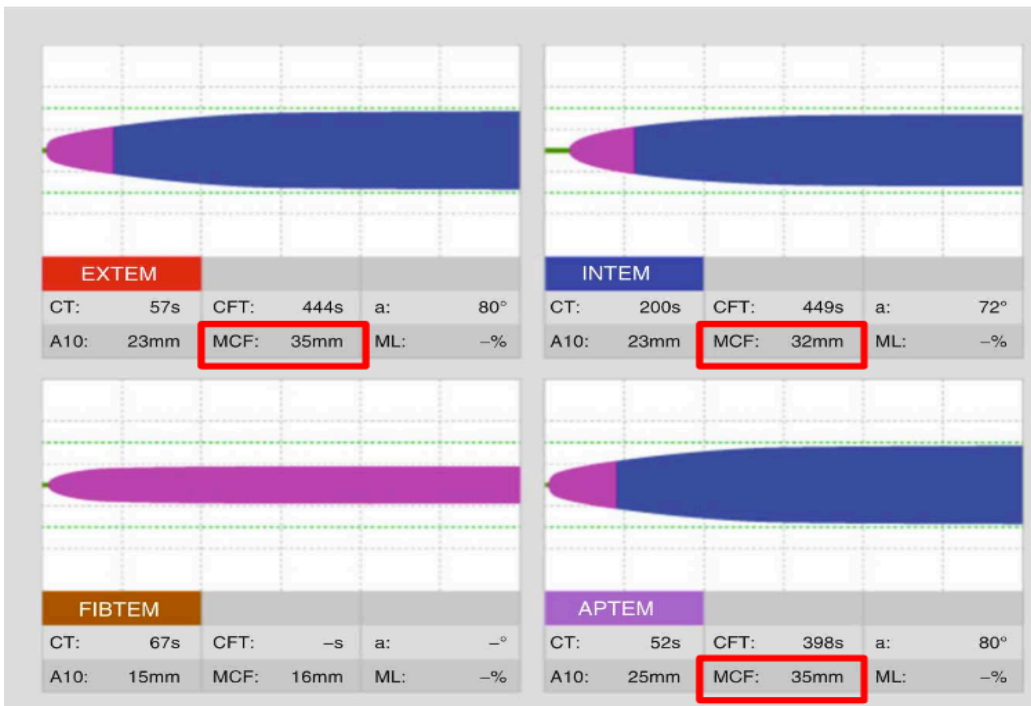 EXTEM
CT: 57s CFT: 444s a: 80°
A10: 23mm MCF: 35mm ML: –%
INTEM
CT: 200s CFT: 449s a: 72°
A10: 23mm MCF: 32mm ML: –%
FIBTEM
CT: 67s CFT: –s a: –°
A10: 15mm MCF: 16mm ML: –%
APTEM
CT: 52s CFT: 398s a: 80°
A10: 25mm MCF: 35mm ML: –%